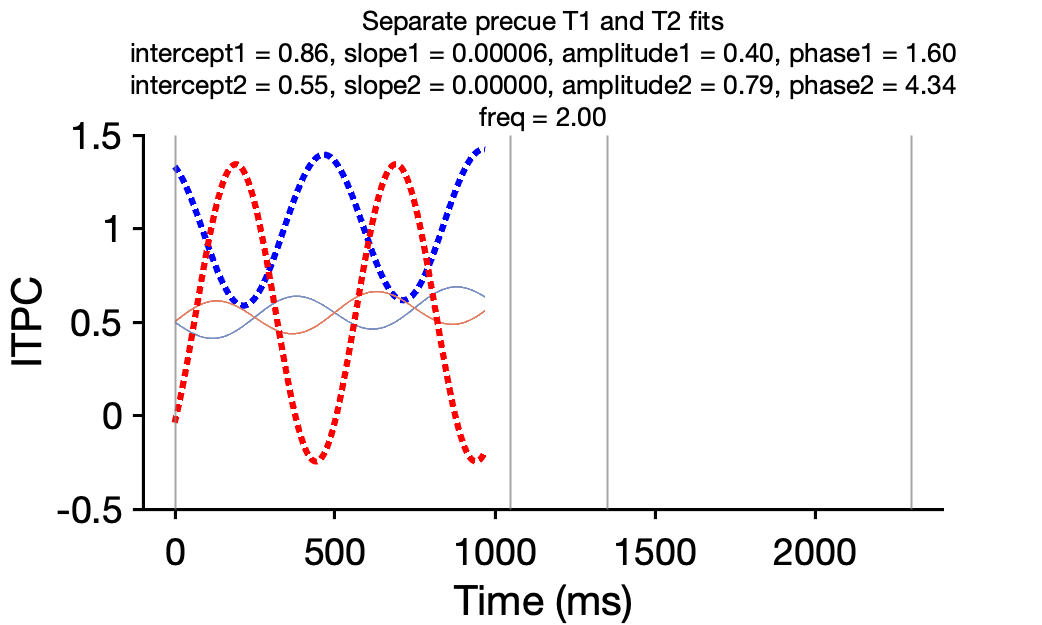 Separate precue T1 and T2 fits
intercept1 = 0.86, slope1 = 0.00006, amplitude1 = 0.40, phase1 = 1.60
intercept2 = 0.55, slope2 = 0.00000, amplitude2 = 0.79, phase2 = 4.34
freq = 2.00
1.5
1
0.5
0
-0.5
ITPC
0 500 1000 1500 2000
Time (ms)